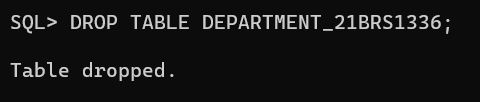 SQL> DROP TABLE DEPARTMENT_21BRS1336;
Table dropped.